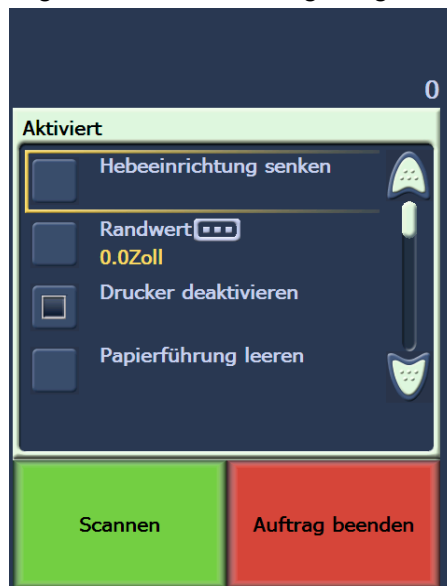 0
Aktiviert
Hebeeinrichtung senken
Randwert
0.0Zoll
Drucker deaktivieren
Papierführung leeren
Scannen
Auftrag beenden